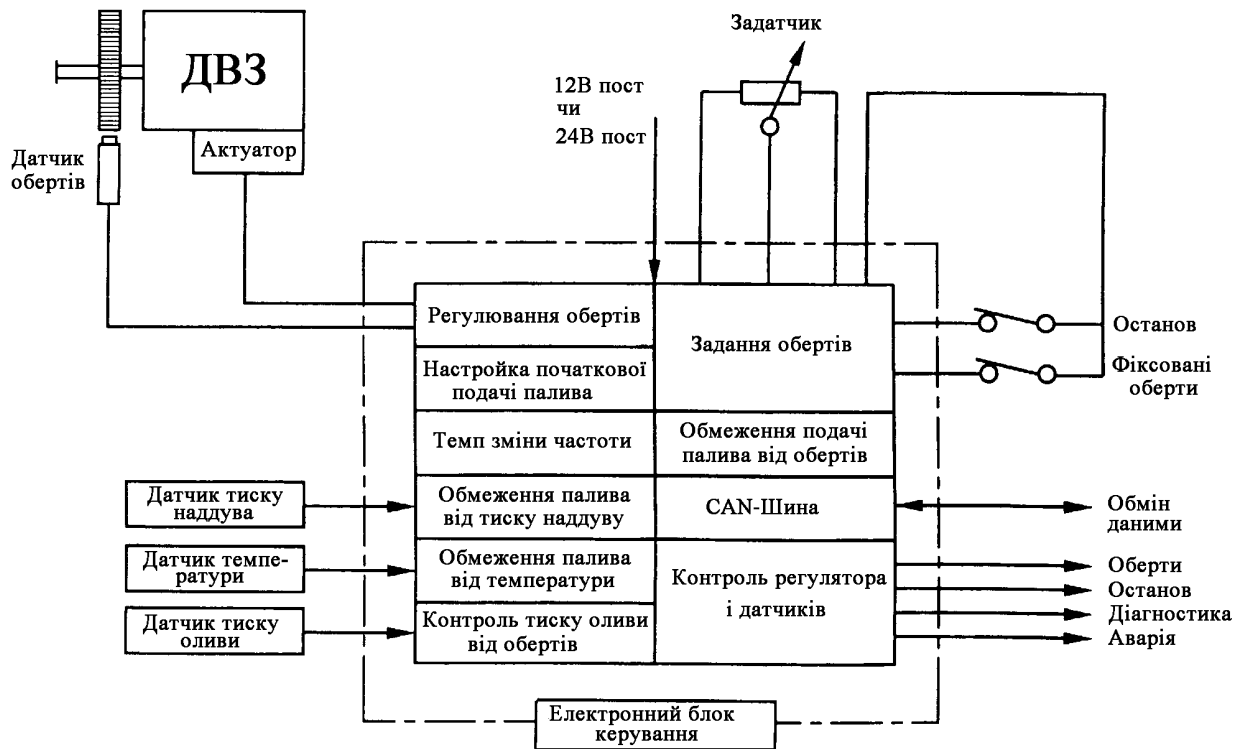 ДВЗ
Актуатор
Датчик
обертів
Задатчик
12В пост
чи
24В пост
Регулювання обертів
Задання обертів
Настройка початкової
подачі палива
Темп зміни частоти
Обмеження подачі
палива від обертів
Останов
Фіксовані
оберти
Датчик тиску
наддува
Обмеження палива
від тиску наддуву
CAN-Шина
Обмін
даними
Датчик темпе-
ратури
Обмеження палива
від температури
Контроль регулятора
і датчиків
Оберти
Останов
Діагностика
Аварія
Датчик тиску
оливи
Контроль тиску оливи
від обертів
Електронний блок
керування